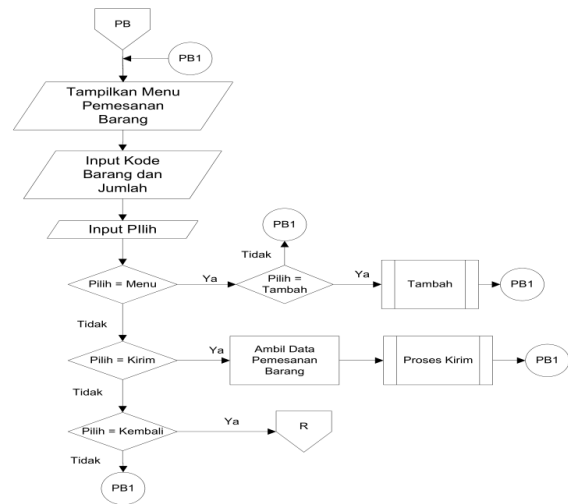 PB
PB1
Tampilkan Menu
Pemesanan
Barang
Input Kode
Barang dan
Jumlah
Input PIlih
PB1
Tidak
Pilih = Menu
Ya
Pilih =
Tambah
Ya
Tambah
PB1
Tidak
Pilih = Kirim
Ya
Ambil Data
Pemesanan
Barang
Proses Kirim
PB1
Tidak
Pilih = Kembali
Ya
R
Tidak
PB1